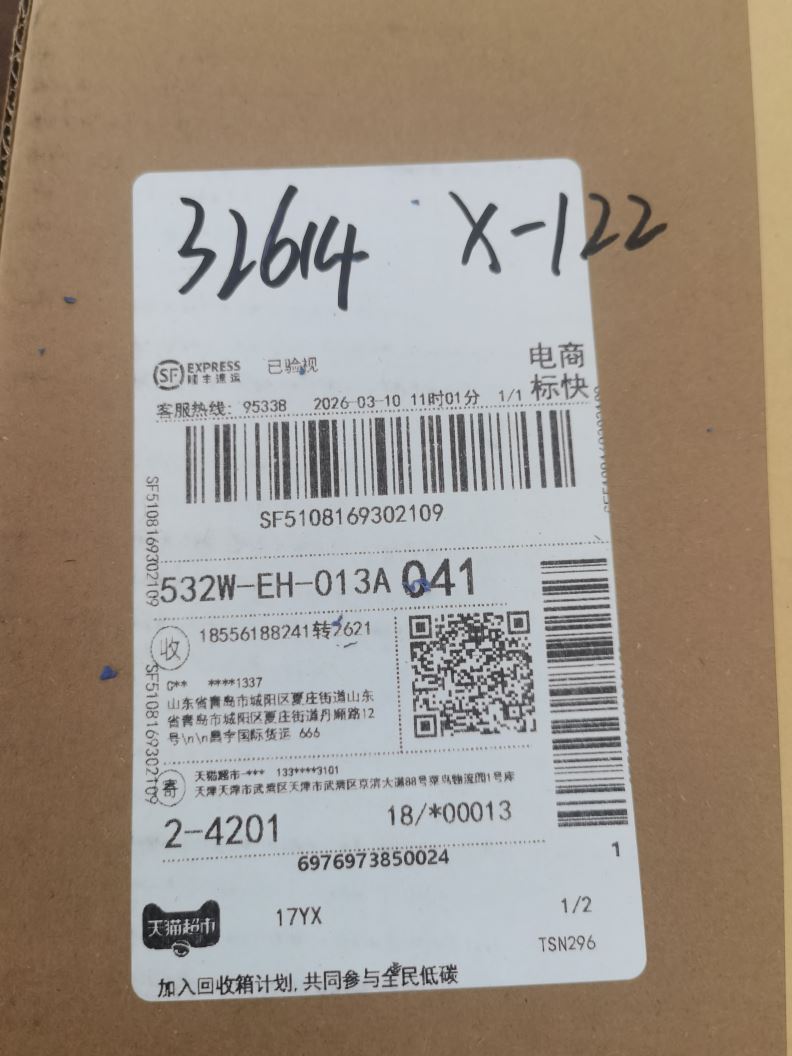 32614 X-122
SF EXPRESS
顺丰速运
已验视
电商
标快
客服热线: 95338 2026-03-10 11时01分 1/1
SF5108169302109
SF5108169302109
532W-EH-013A 041
收
18556188241转2621
C** ****1337
山东省青岛市城阳区夏庄街道山东
省青岛市城阳区夏庄街道丹顺路12
号\n\n昌宇国际货运 666
SF5108169302109
寄
天猫超市-*** 133****3101
天津天津市武清区天津市武清区京滨大道88号菜鸟物流园1号库
2-4201
18/*00013
6976973850024
1
天猫超市
17YX
1/2
TSN296
加入回收箱计划,共同参与全民低碳